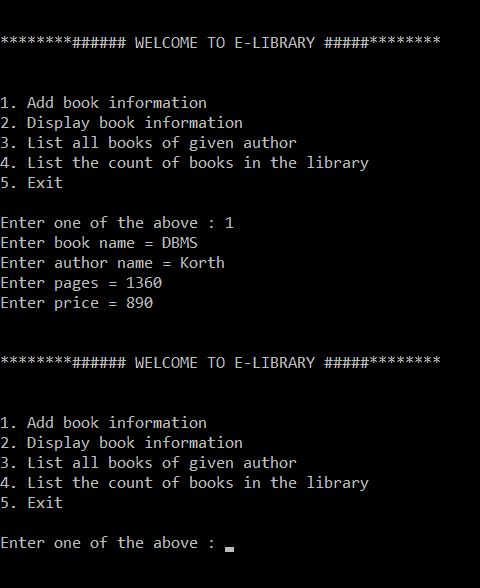 ********###### WELCOME TO E-LIBRARY #####********
1. Add book information
2. Display book information
3. List all books of given author
4. List the count of books in the library
5. Exit
Enter one of the above : 1
Enter book name = DBMS
Enter author name = Korth
Enter pages = 1360
Enter price = 890
********###### WELCOME TO E-LIBRARY #####********
1. Add book information
2. Display book information
3. List all books of given author
4. List the count of books in the library
5. Exit
Enter one of the above :